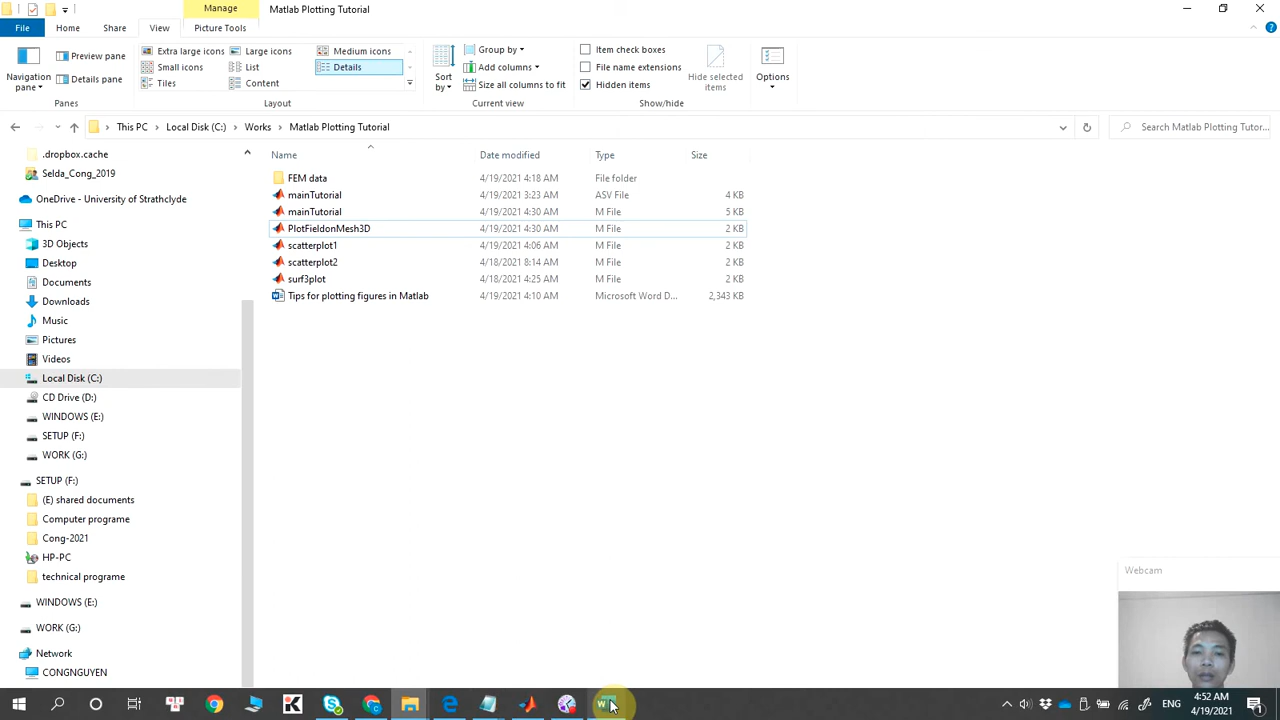 Manage
Matlab Plotting Tutorial
File
Home
Share
View
Picture Tools
Navigation pane
Preview pane
Details pane
Panes
Extra large icons
Large icons
Medium icons
Small icons
List
Details
Tiles
Content
Layout
Sort by
Group by
Add columns
Size all columns to fit
Current view
Item check boxes
File name extensions
Hidden items
Hide selected items
Show/hide
Options
This PC
Local Disk (C:)
Works
Matlab Plotting Tutorial
Search Matlab Plotting Tutor...
.dropbox.cache
Selda_Cong_2019
OneDrive - University of Strathclyde
This PC
3D Objects
Desktop
Documents
Downloads
Music
Pictures
Videos
Local Disk (C:)
CD Drive (D:)
WINDOWS (E:)
SETUP (F:)
WORK (G:)
SETUP (F:)
(E) shared documents
Computer programe
Cong-2021
HP-PC
technical programe
WINDOWS (E:)
WORK (G:)
Network
CONGNGUYEN
Name Date modified Type Size
FEM data 4/19/2021 4:18 AM File folder
mainTutorial 4/19/2021 3:23 AM ASV File 4 KB
mainTutorial 4/19/2021 4:30 AM M File 5 KB
PlotFieldonMesh3D 4/19/2021 4:30 AM M File 2 KB
scatterplot1 4/19/2021 4:06 AM M File 2 KB
scatterplot2 4/18/2021 8:14 AM M File 2 KB
surf3plot 4/18/2021 4:25 AM M File 2 KB
Tips for plotting figures in Matlab 4/19/2021 4:10 AM Microsoft Word D... 2,343 KB
Webcam
4:52 AM
4/19/2021